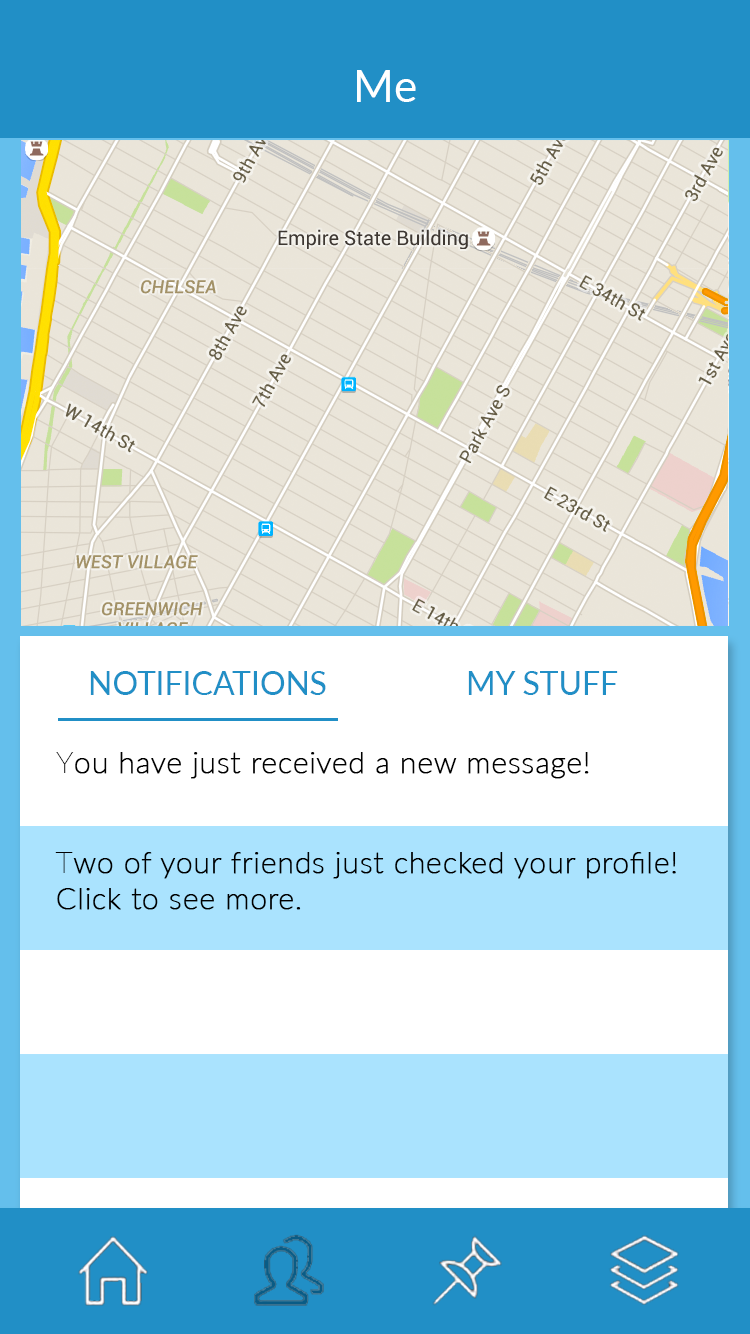 Me
9th Av
5th Av
3rd Ave
Empire State Building
E 34th St
CHELSEA
8th Ave
7th Ave
1st Ave
Park Ave S
W 14th St
E 23rd St
WEST VILLAGE
GREENWICH
VILLAGE
E 14th
NOTIFICATIONS
MY STUFF
You have just received a new message!
Two of your friends just checked your profile!
Click to see more.